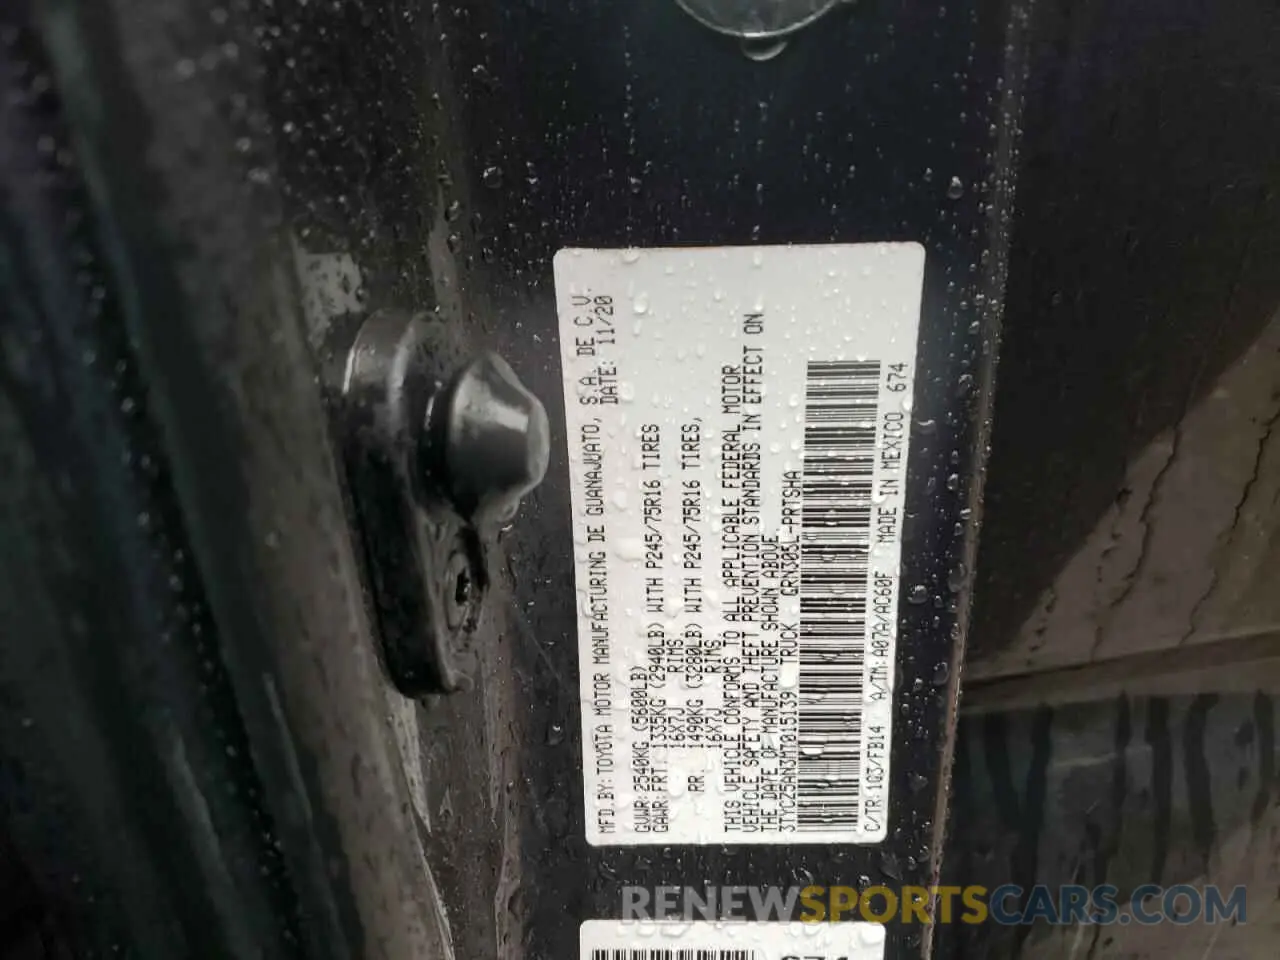 MFD.BY:TOYOTA MOTOR MANUFACTURING DE GUANAJUATO, S.A. DE C.V.
DATE: 11/20
GVWR:2540KG (5600LB)
GAWR:FRT. 1335KG (2940LB) WITH P245/75R16 TIRES
16X7J RIMS,
RR. 1490KG (3280LB) WITH P245/75R16 TIRES,
16X7J RIMS
THIS VEHICLE CONFORMS TO ALL APPLICABLE FEDERAL MOTOR
VEHICLE SAFETY AND THEFT PREVENTION STANDARDS IN EFFECT ON
THE DATE OF MANUFACTURE SHOWN ABOVE.
3TYCZ5AN3MT015139 TRUCK GRN305L-PRTSHA
C/TR:1G3/FB14 A/TM:A07A/AC60F MADE IN MEXICO 674
RENEWSPORTSCARS.COM